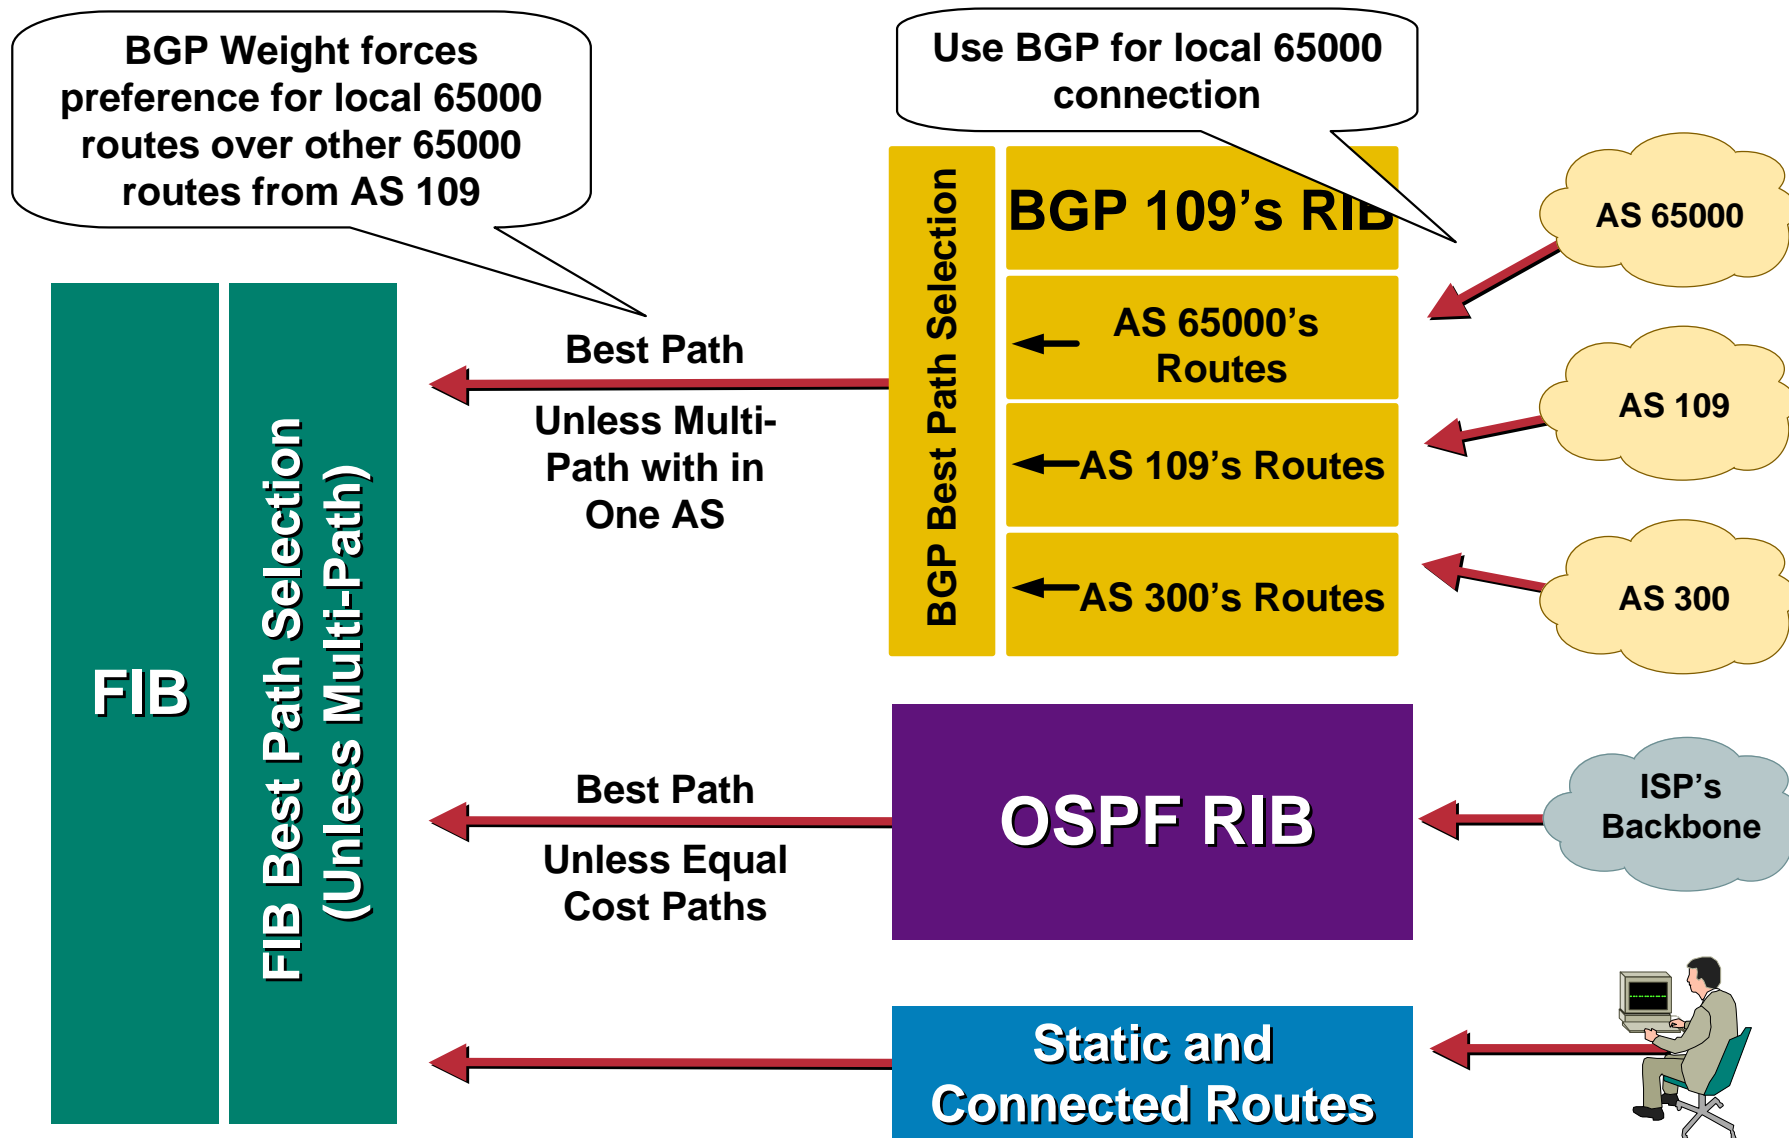 BGP Weight forces
preference for local 65000
routes over other 65000
routes from AS 109
Use BGP for local 65000
connection
BGP Best Path Selection
BGP 109’s RIB
AS 65000’s
Routes
AS 109’s Routes
AS 300’s Routes
AS 65000
AS 109
AS 300
Best Path
Unless Multi-
Path with in
One AS
FIB
FIB Best Path Selection
(Unless Multi-Path)
Best Path
Unless Equal
Cost Paths
OSPF RIB
ISP’s
Backbone
Static and
Connected Routes